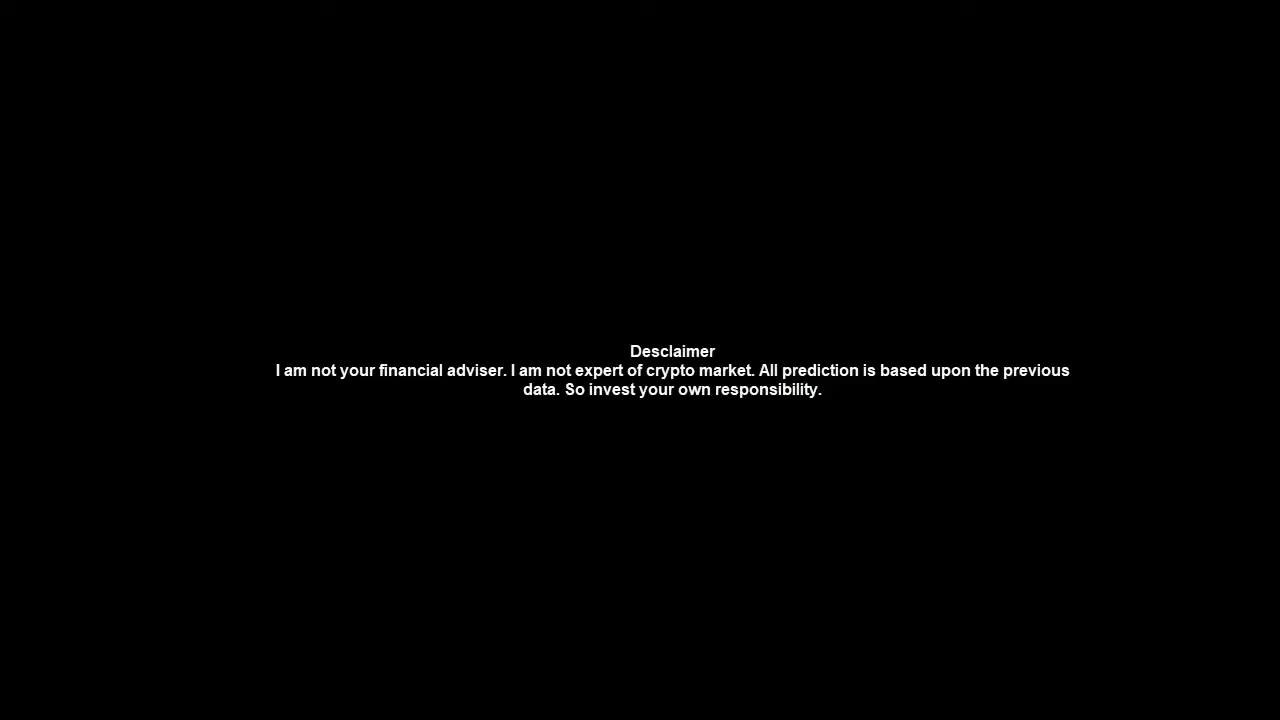 Desclaimer
I am not your financial adviser. I am not expert of crypto market. All prediction is based upon the previous
data. So invest your own responsibility.